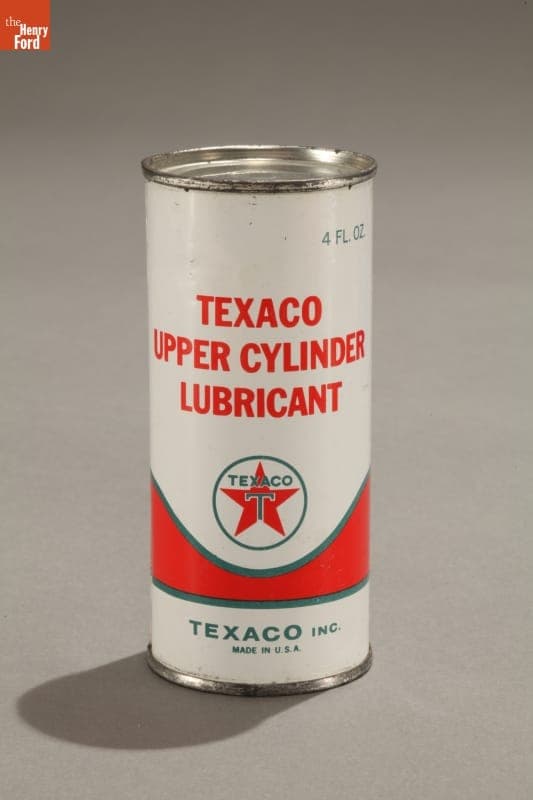 the
Henry
Ford
4 FL. OZ.
TEXACO
UPPER CYLINDER
LUBRICANT
TEXACO
T
TEXACO INC.
MADE IN U.S.A.